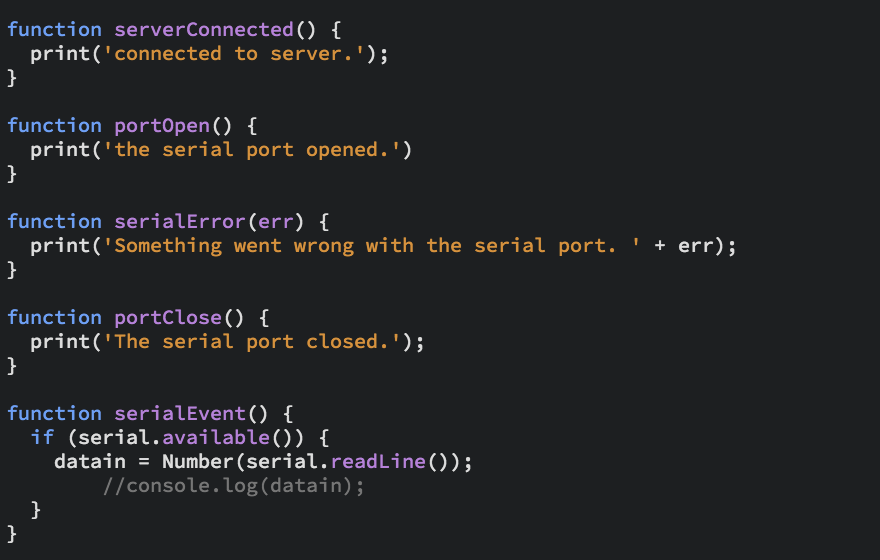 function serverConnected() {
  print('connected to server.');
}

function portOpen() {
  print('the serial port opened.')
}

function serialError(err) {
  print('Something went wrong with the serial port. ' + err);
}

function portClose() {
  print('The serial port closed.');
}

function serialEvent() {
  if (serial.available()) {
    datain = Number(serial.readLine());
        //console.log(datain);
  }
}